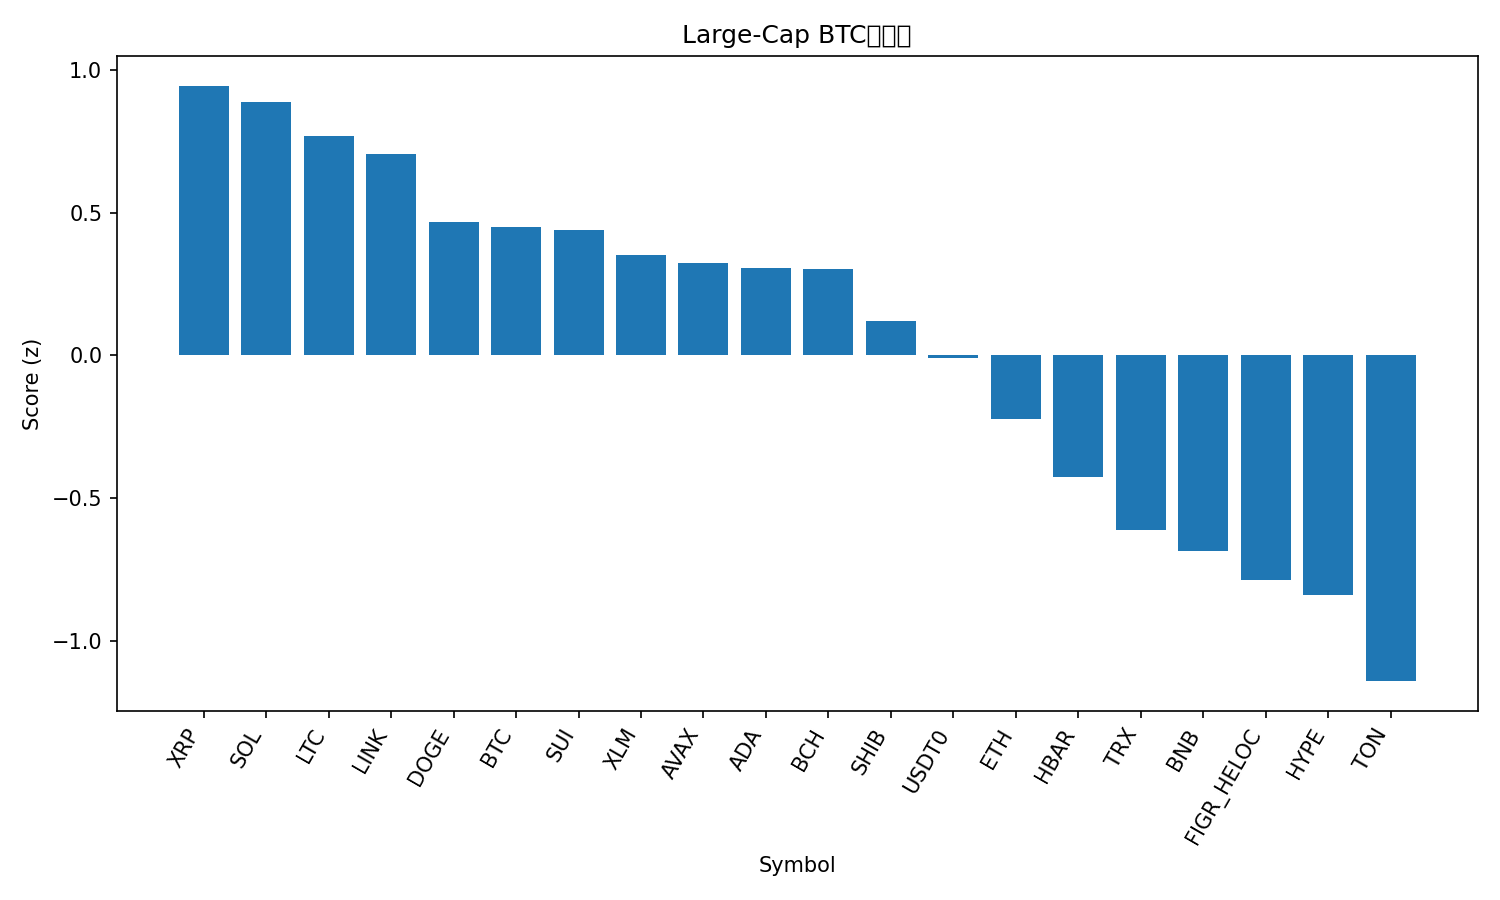 Large-Cap BTC
1.0
0.5
0.0
−0.5
−1.0
Score (z)
XRP
SOL
LTC
LINK
DOGE
BTC
SUI
XLM
AVAX
ADA
BCH
SHIB
USDT0
ETH
HBAR
TRX
BNB
FIGR_HELOC
HYPE
TON
Symbol